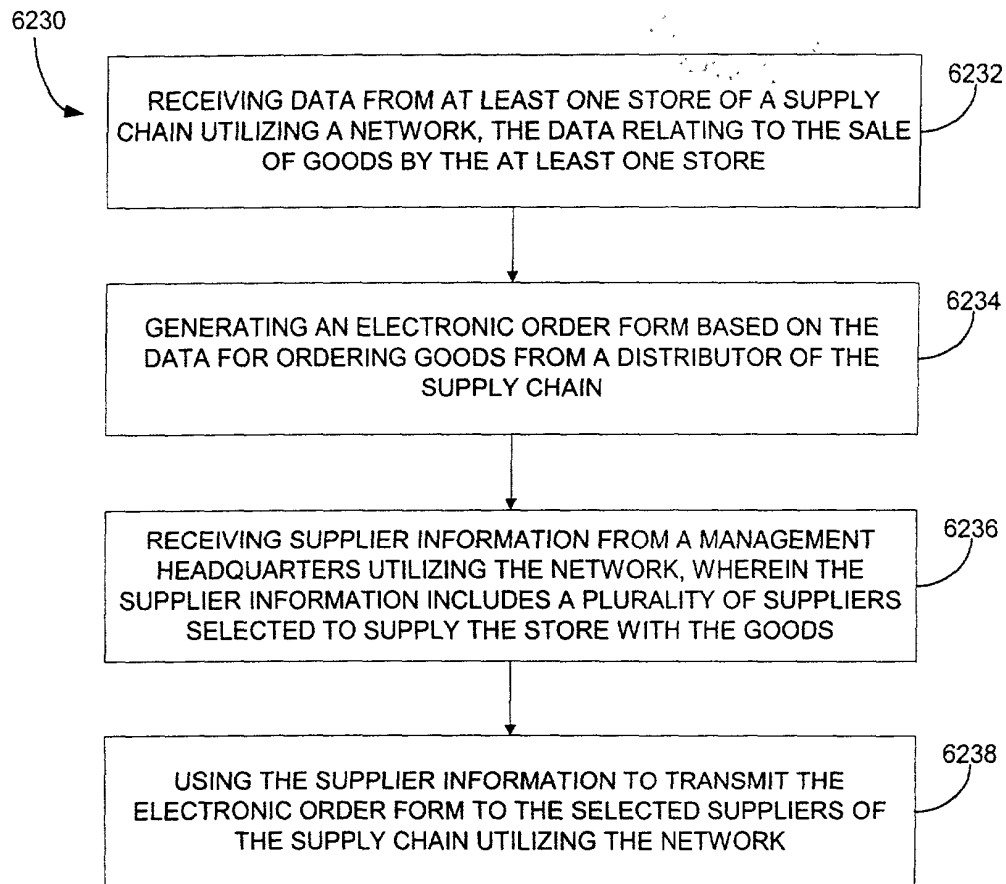 6230
6232
RECEIVING DATA FROM AT LEAST ONE STORE OF A SUPPLY
CHAIN UTILIZING A NETWORK, THE DATA RELATING TO THE SALE
OF GOODS BY THE AT LEAST ONE STORE
6234
GENERATING AN ELECTRONIC ORDER FORM BASED ON THE
DATA FOR ORDERING GOODS FROM A DISTRIBUTOR OF THE
SUPPLY CHAIN
6236
RECEIVING SUPPLIER INFORMATION FROM A MANAGEMENT
HEADQUARTERS UTILIZING THE NETWORK, WHEREIN THE
SUPPLIER INFORMATION INCLUDES A PLURALITY OF SUPPLIERS
SELECTED TO SUPPLY THE STORE WITH THE GOODS
6238
USING THE SUPPLIER INFORMATION TO TRANSMIT THE
ELECTRONIC ORDER FORM TO THE SELECTED SUPPLIERS OF
THE SUPPLY CHAIN UTILIZING THE NETWORK